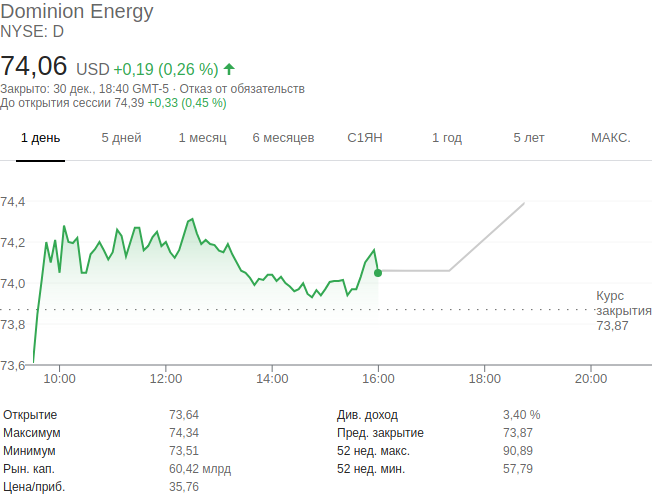 Dominion Energy
NYSE: D
74,06 USD +0,19 (0,26 %)
Закрыто: 30 дек., 18:40 GMT-5 · Отказ от обязательств
До открытия сессии 74,39 +0,33 (0,45 %)
1 день 5 дней 1 месяц 6 месяцев С1ЯН 1 год 5 лет МАКС.
74,4
74,2
74,0
Курс
закрытия
73,8
73,87
73,6
10:00 12:00 14:00 16:00 18:00 20:00
Открытие 73,64 Див. доход 3,40 %
Максимум 74,34 Пред. закрытие 73,87
Минимум 73,51 52 нед. макс. 90,89
Рын. кап. 60,42 млрд 52 нед. мин. 57,79
Цена/приб. 35,76